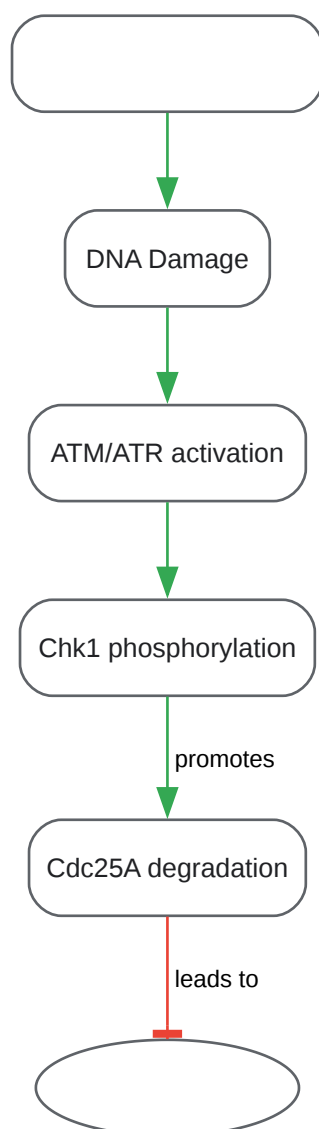 DNA Damage
ATM/ATR activation
Chk1 phosphorylation
promotes
Cdc25A degradation
leads to